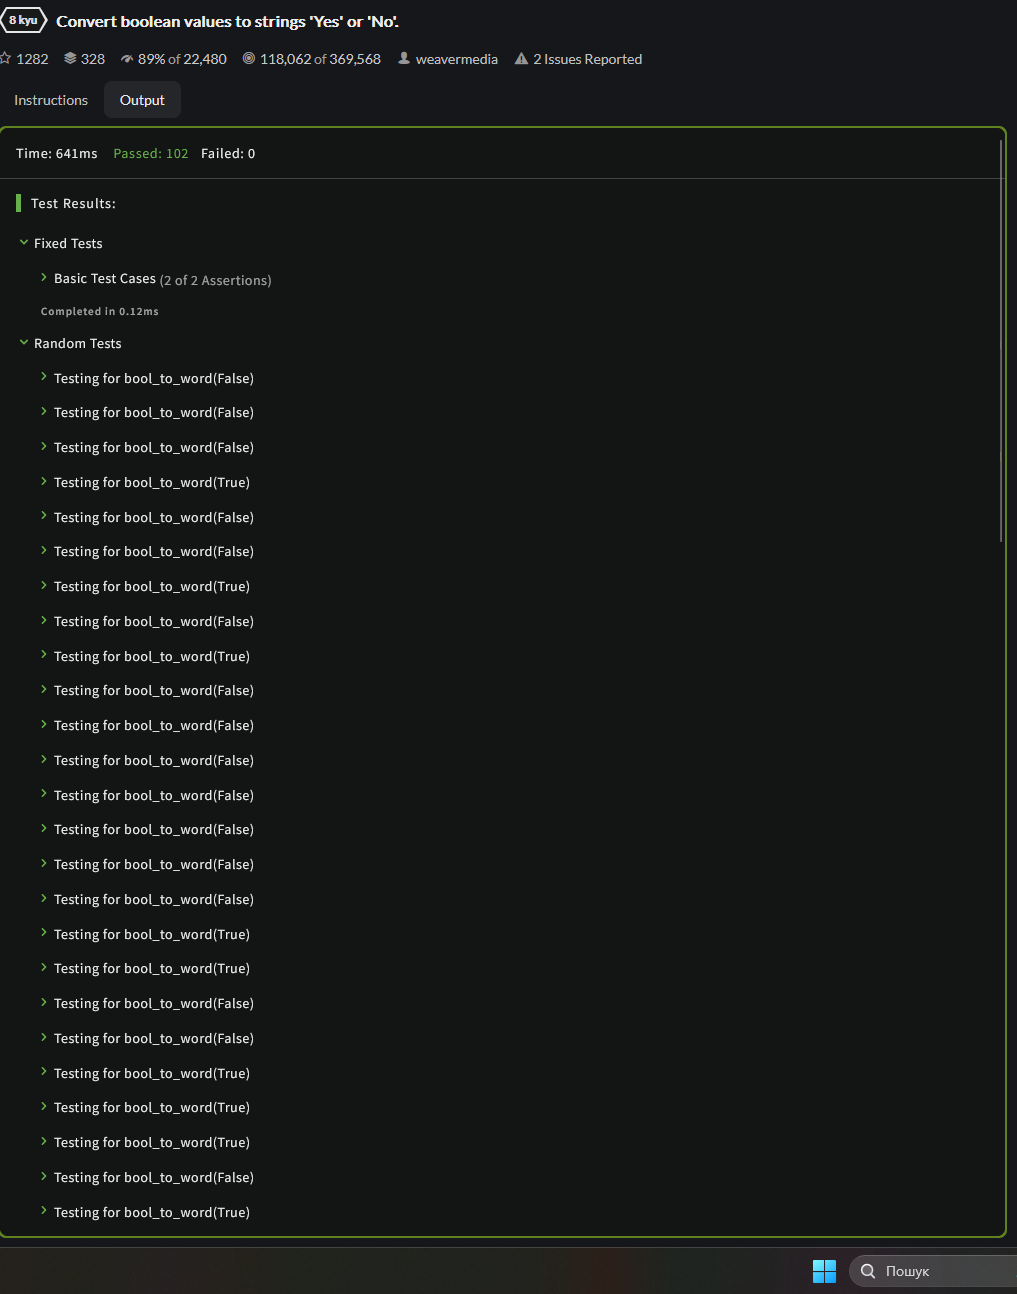 8 kyu Convert boolean values to strings 'Yes' or 'No'.
1282 328 89% of 22,480 118,062 of 369,568 weavermedia 2 Issues Reported
Instructions Output
Time: 641ms Passed: 102 Failed: 0
Test Results:
Fixed Tests
Basic Test Cases (2 of 2 Assertions)
Completed in 0.12ms
Random Tests
Testing for bool_to_word(False)
Testing for bool_to_word(False)
Testing for bool_to_word(False)
Testing for bool_to_word(True)
Testing for bool_to_word(False)
Testing for bool_to_word(False)
Testing for bool_to_word(True)
Testing for bool_to_word(False)
Testing for bool_to_word(True)
Testing for bool_to_word(False)
Testing for bool_to_word(False)
Testing for bool_to_word(False)
Testing for bool_to_word(False)
Testing for bool_to_word(False)
Testing for bool_to_word(False)
Testing for bool_to_word(False)
Testing for bool_to_word(True)
Testing for bool_to_word(True)
Testing for bool_to_word(False)
Testing for bool_to_word(False)
Testing for bool_to_word(True)
Testing for bool_to_word(True)
Testing for bool_to_word(True)
Testing for bool_to_word(False)
Testing for bool_to_word(True)
Пошук